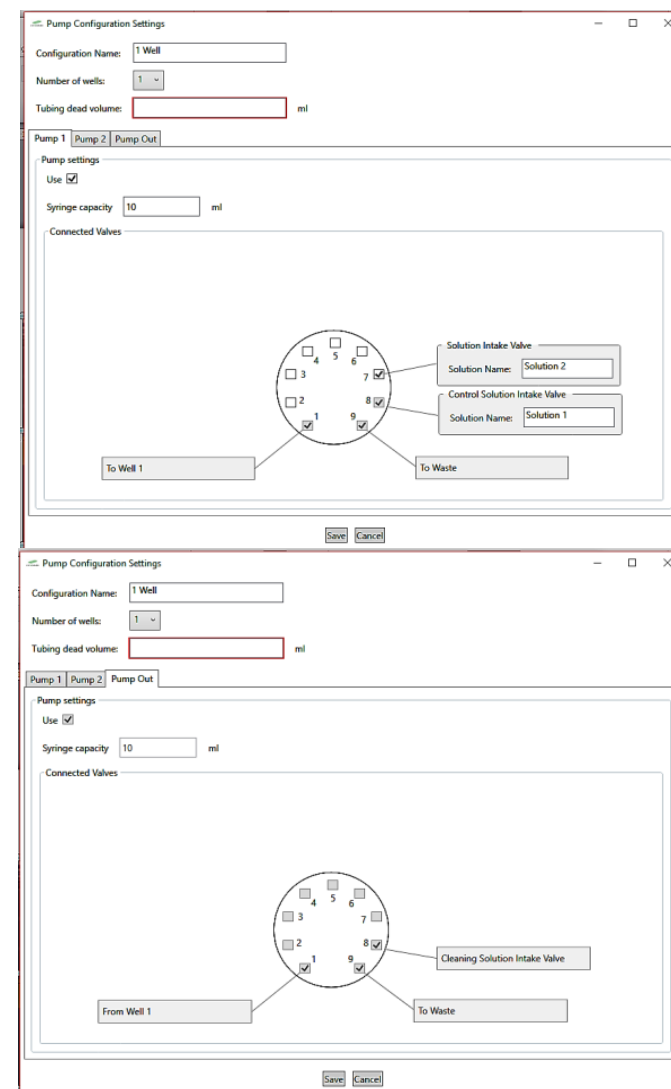 Pump Configuration Settings
Configuration Name: 1 Well
Number of wells: 1
Tubing dead volume: ml
Pump 1 Pump 2 Pump Out
Pump settings
Use
Syringe capacity 10 ml
Connected Valves
5
4 6
3 7
2 8
1 9
Solution Intake Valve
Solution Name: Solution 2
Control Solution Intake Valve
Solution Name: Solution 1
To Well 1 To Waste
Save Cancel
Pump Configuration Settings
Configuration Name: 1 Well
Number of wells: 1
Tubing dead volume: ml
Pump 1 Pump 2 Pump Out
Pump settings
Use
Syringe capacity 10 ml
Connected Valves
5
4 6
3 7
2 8
1 9
Cleaning Solution Intake Valve
From Well 1 To Waste
Save Cancel